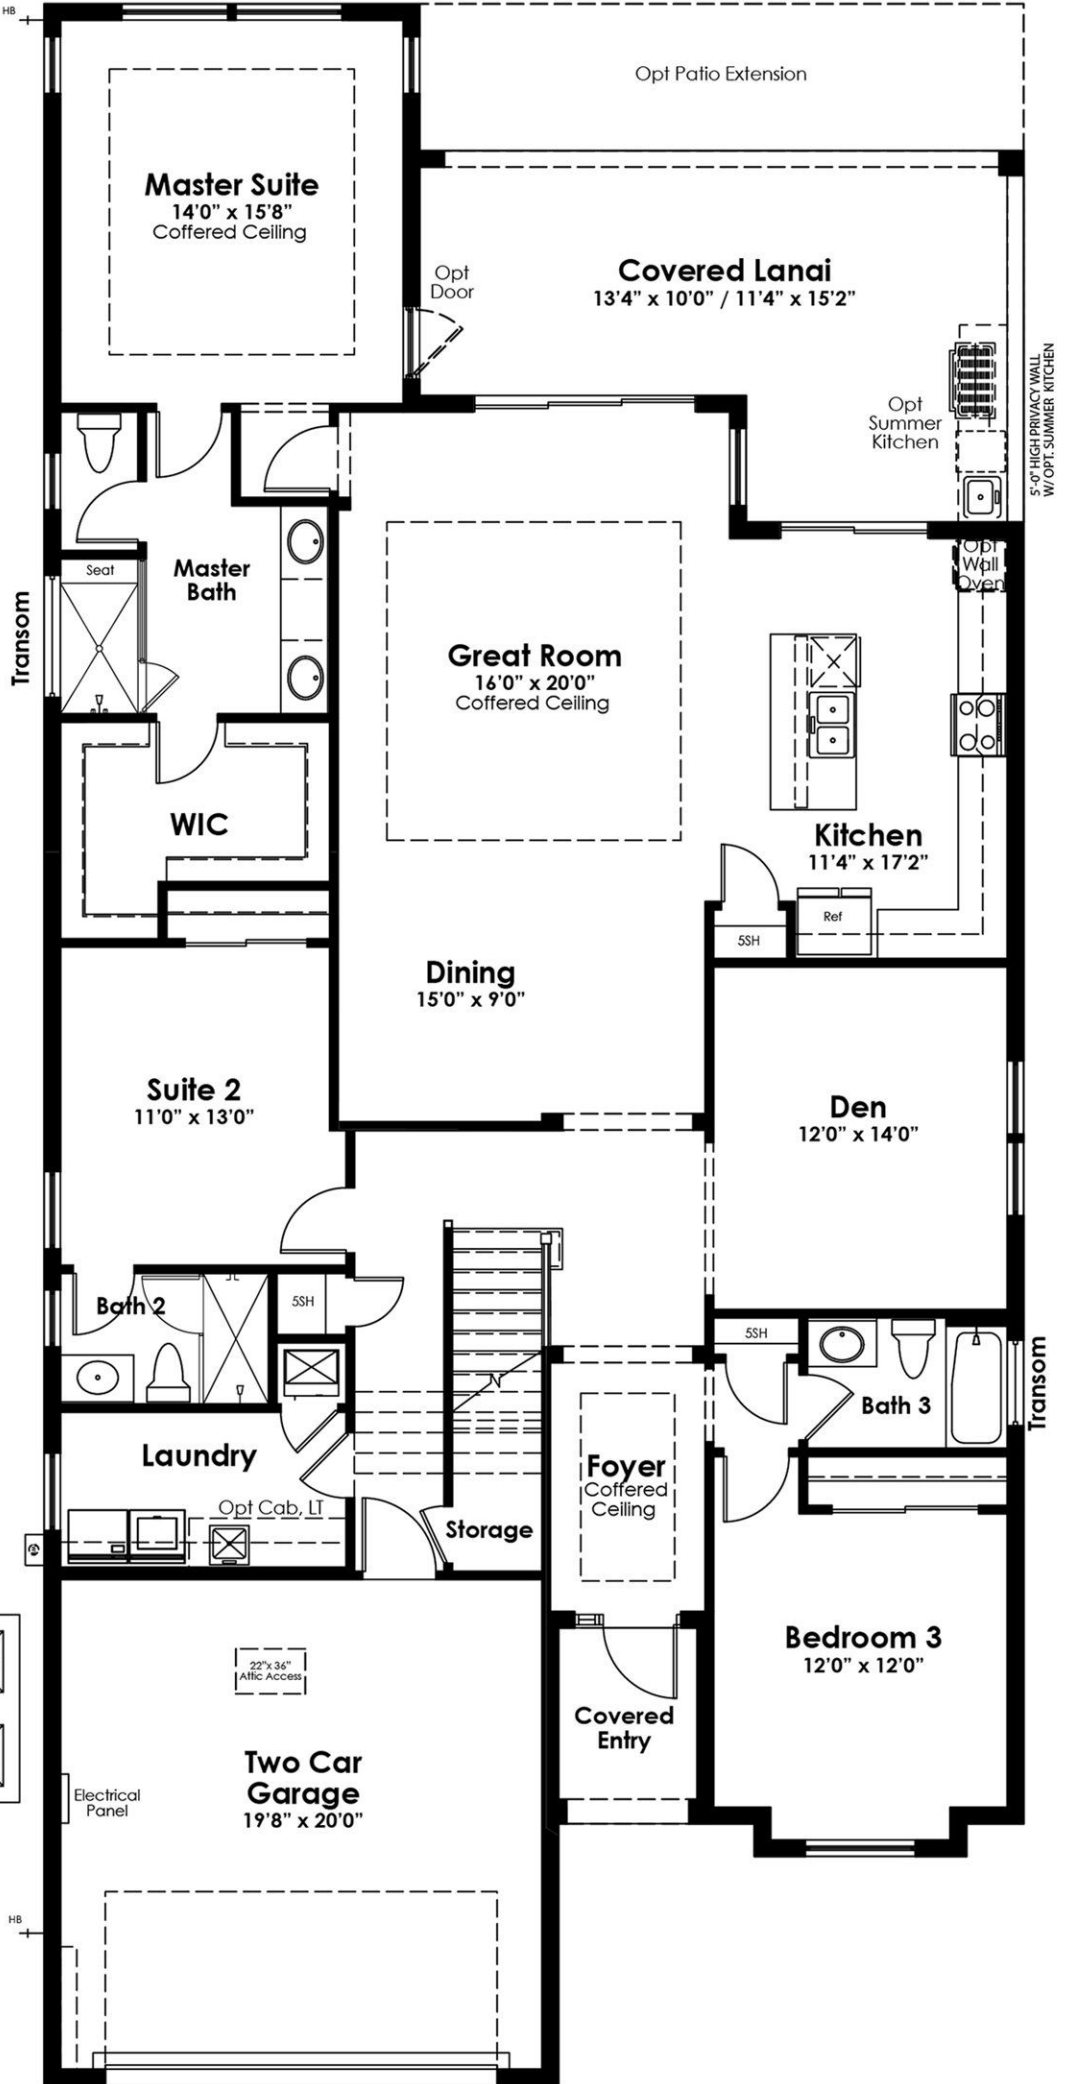 HB
Opt Patio Extension
Master Suite
14'0" x 15'8"
Coffered Ceiling
Opt
Door
Covered Lanai
13'4" x 10'0" / 11'4" x 15'2"
Opt
Summer
Kitchen
5'-0" HIGH PRIVACY WALL
W/ OPT. SUMMER KITCHEN
Opt
Wall
Oven
Transom
Seat
Master
Bath
Great Room
16'0" x 20'0"
Coffered Ceiling
WIC
Kitchen
11'4" x 17'2"
Ref
5SH
Dining
15'0" x 9'0"
Suite 2
11'0" x 13'0"
Den
12'0" x 14'0"
Bath 2
5SH
5SH
Bath 3
Transom
N
Laundry
Opt Cab, LT
Storage
Foyer
Coffered
Ceiling
Bedroom 3
12'0" x 12'0"
22"x 36"
Attic Access
Covered
Entry
Two Car
Garage
19'8" x 20'0"
Electrical
Panel
HB